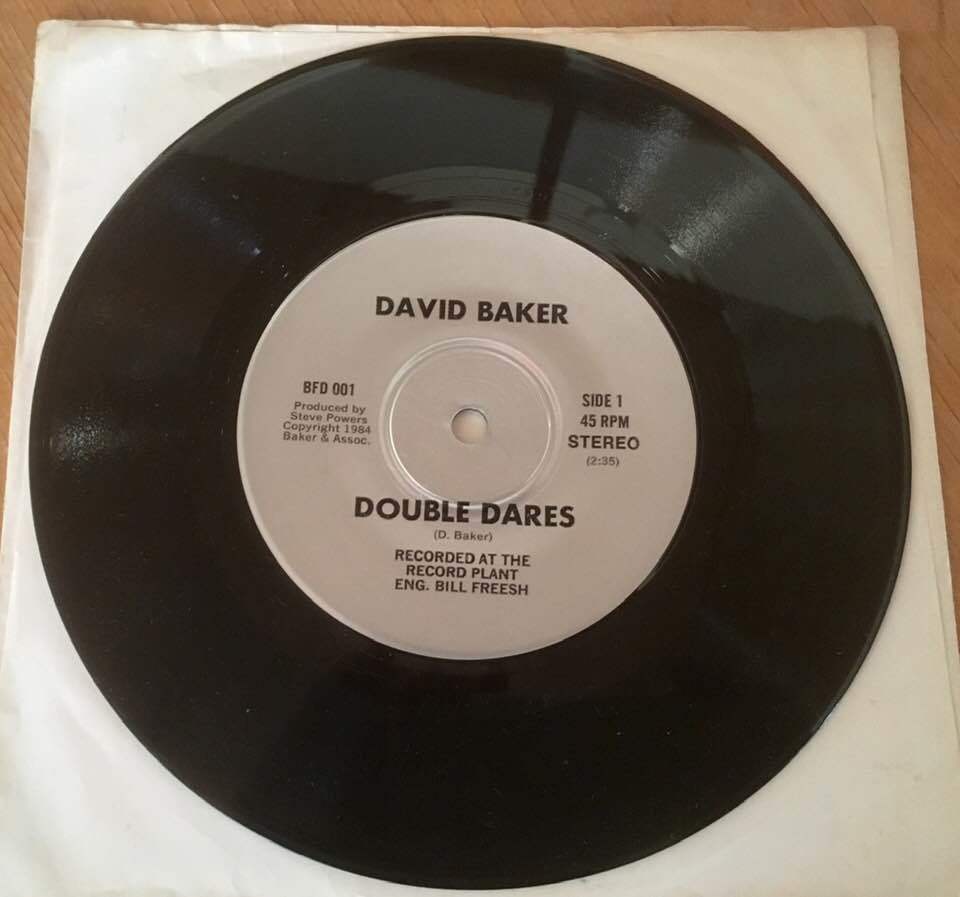 DAVID BAKER
BFD 001
Produced by
Steve Powers
Copyright 1984
Baker & Assoc.
SIDE 1
45 RPM
STEREO
(2:35)
DOUBLE DARES
(D. Baker)
RECORDED AT THE
RECORD PLANT
ENG. BILL FREESH